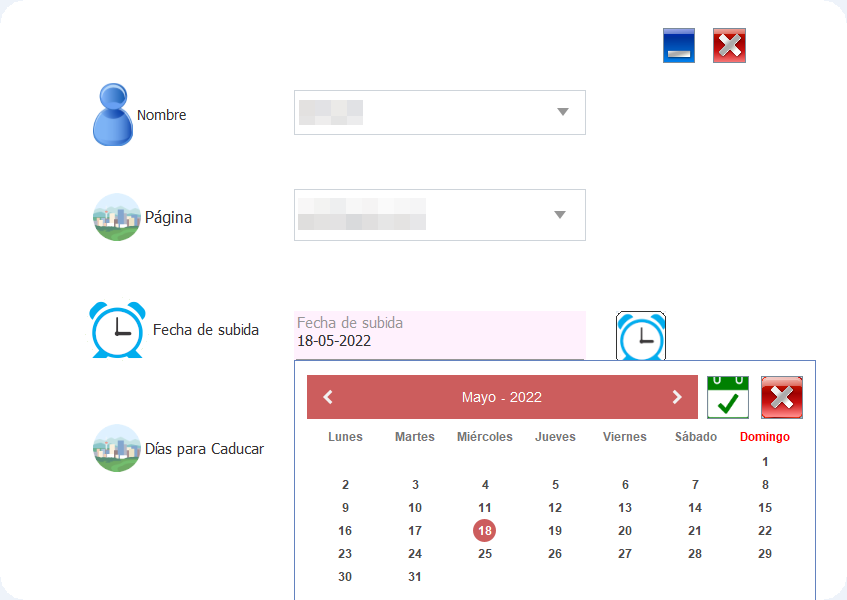 Nombre
Página
Fecha de subida
Fecha de subida
18-05-2022
Mayo - 2022
Lunes Martes Miércoles Jueves Viernes Sábado Domingo
1
2 3 4 5 6 7 8
9 10 11 12 13 14 15
16 17 18 19 20 21 22
23 24 25 26 27 28 29
30 31
Días para Caducar